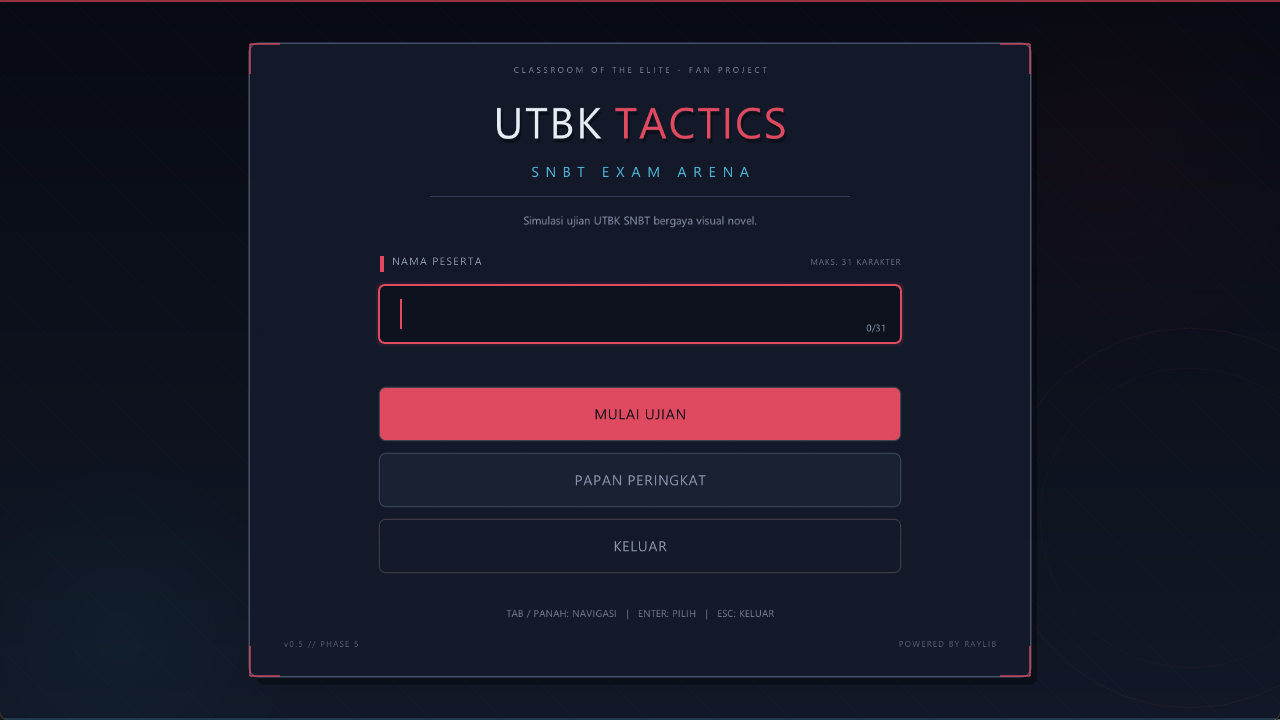 CLASSROOM OF THE ELITE - FAN PROJECT
UTBK TACTICS
SNBT EXAM ARENA
Simulasi ujian UTBK SNBT bergaya visual novel.
NAMA PESERTA
MAKS. 31 KARAKTER
0/31
MULAI UJIAN
PAPAN PERINGKAT
KELUAR
TAB / PANAH: NAVIGASI | ENTER: PILIH | ESC: KELUAR
v0.5 // PHASE 5
POWERED BY RAYLIB